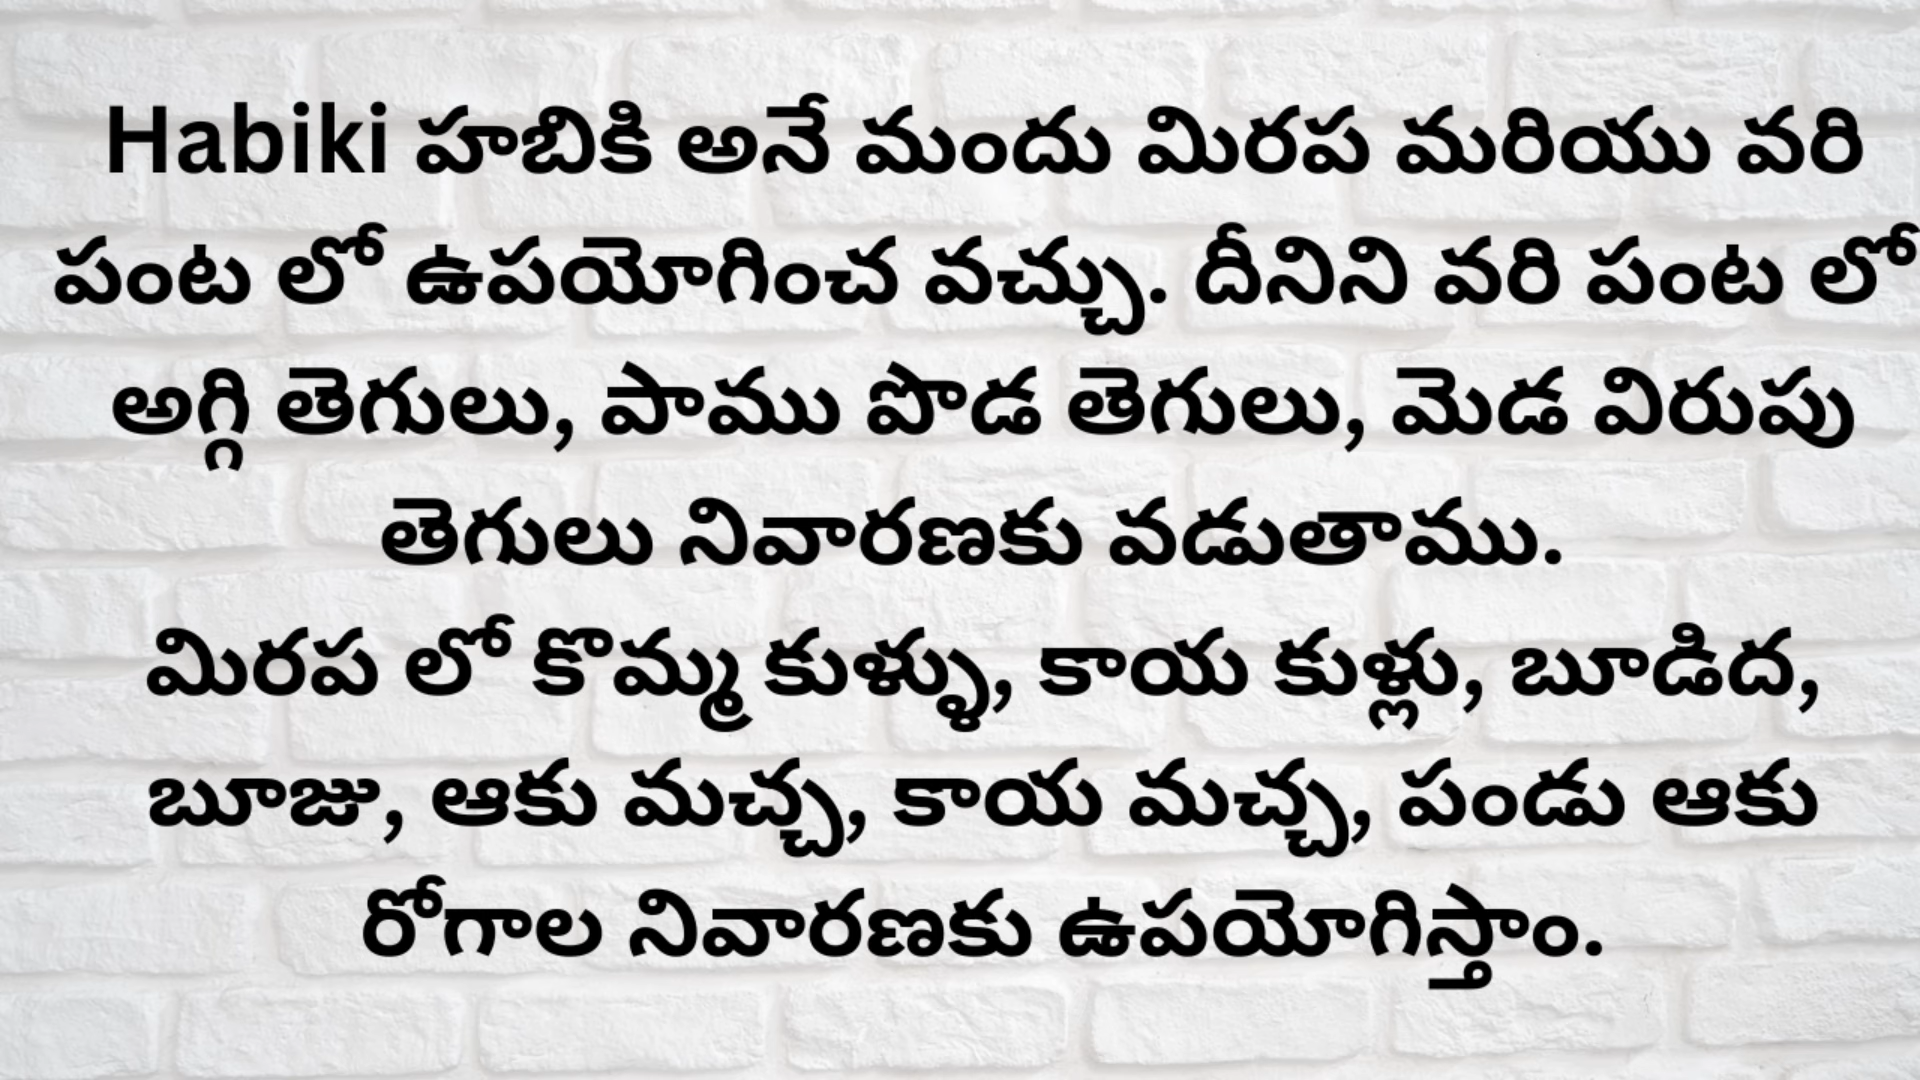 Habiki హబికి అనే మందు మిరప మరియు వరి
పంట లో ఉపయోగించ వచ్చు. దీనిని వరి పంట లో
అగ్గి తెగులు, పాము పొడ తెగులు, మెడ విరుపు
తెగులు నివారణకు వడుతాము.
మిరప లో కొమ్మ కుళ్ళు, కాయ కుళ్లు, బూడిద,
బూజు, ఆకు మచ్చ, కాయ మచ్చ, పండు ఆకు
రోగాల నివారణకు ఉపయోగిస్తాం.